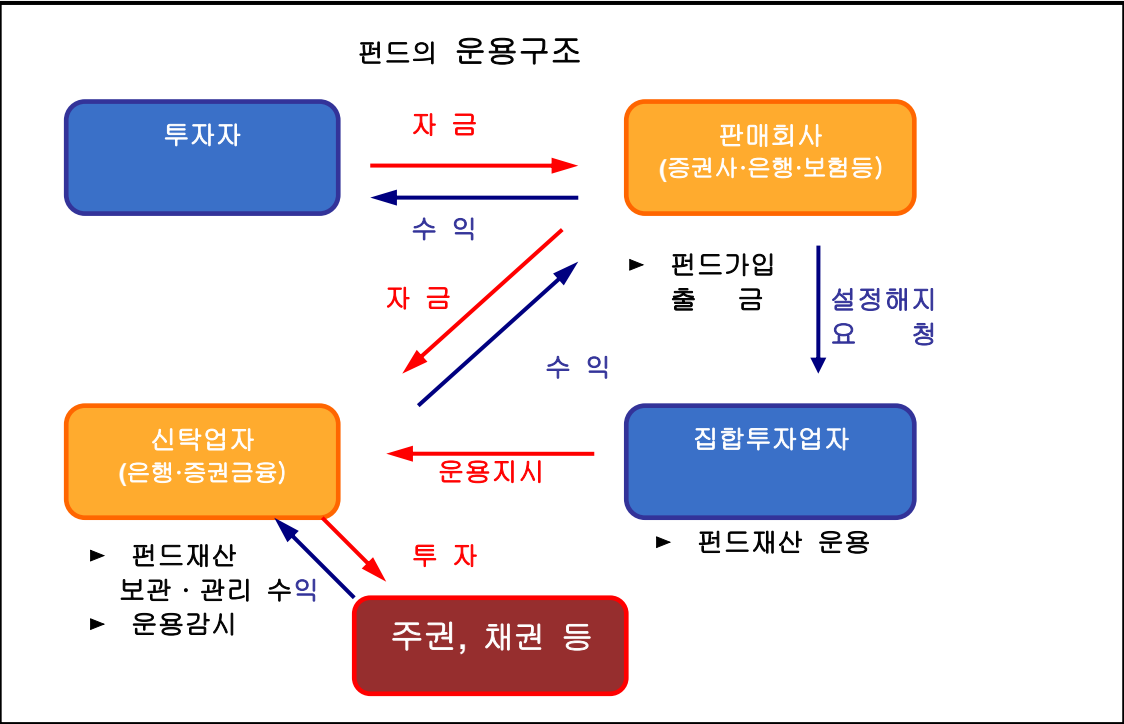 펀드의 운용구조
투자자
자 금
판매회사
(증권사·은행·보험등)
수 익
► 펀드가입
출 금
설정해지
요 청
자 금
수 익
신탁업자
(은행·증권금융)
운용지시
집합투자업자
► 펀드재산
보관·관리 수익
► 운용감시
투 자
► 펀드재산 운용
주권, 채권 등